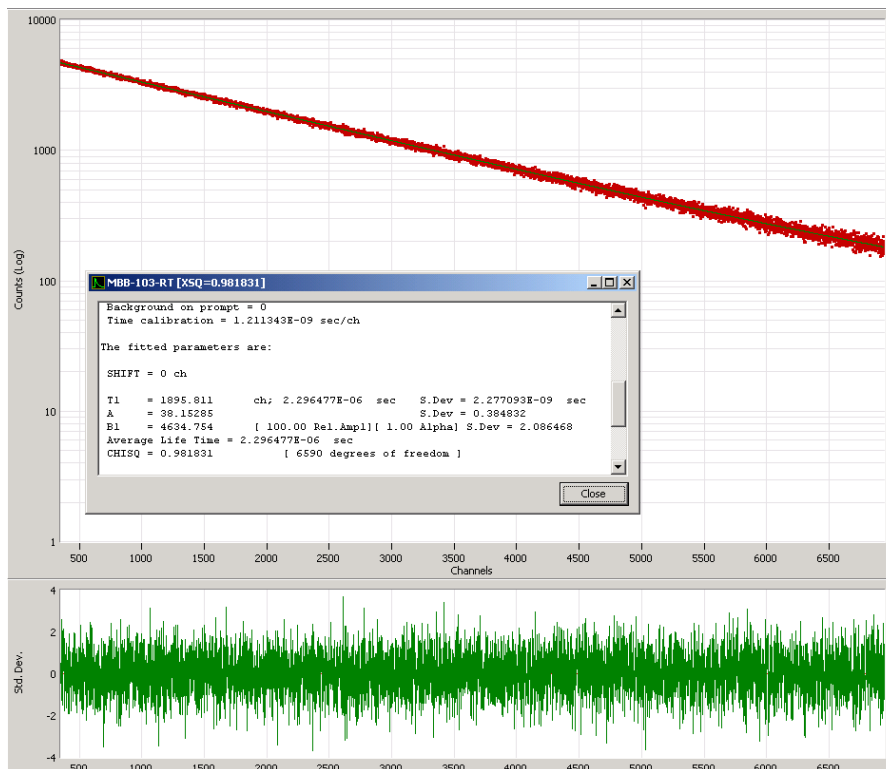 10000
1000
100
10
1
Counts (Log)
MBB-103-RT [XSQ=0.981831]
Background on prompt = 0
Time calibration = 1.211343E-09 sec/ch
The fitted parameters are:
SHIFT = 0 ch
T1 = 1895.811 ch; 2.296477E-06 sec S.Dev = 2.277093E-09 sec
A = 38.15285 S.Dev = 0.384832
B1 = 4634.754 [ 100.00 Rel.Ampl][ 1.00 Alpha] S.Dev = 2.086468
Average Life Time = 2.296477E-06 sec
CHISQ = 0.981831 [ 6590 degrees of freedom ]
Close
500 1000 1500 2000 2500 3000 3500 4000 4500 5000 5500 6000 6500
Channels
4
2
0
-2
-4
Std. Dev.
500 1000 1500 2000 2500 3000 3500 4000 4500 5000 5500 6000 6500